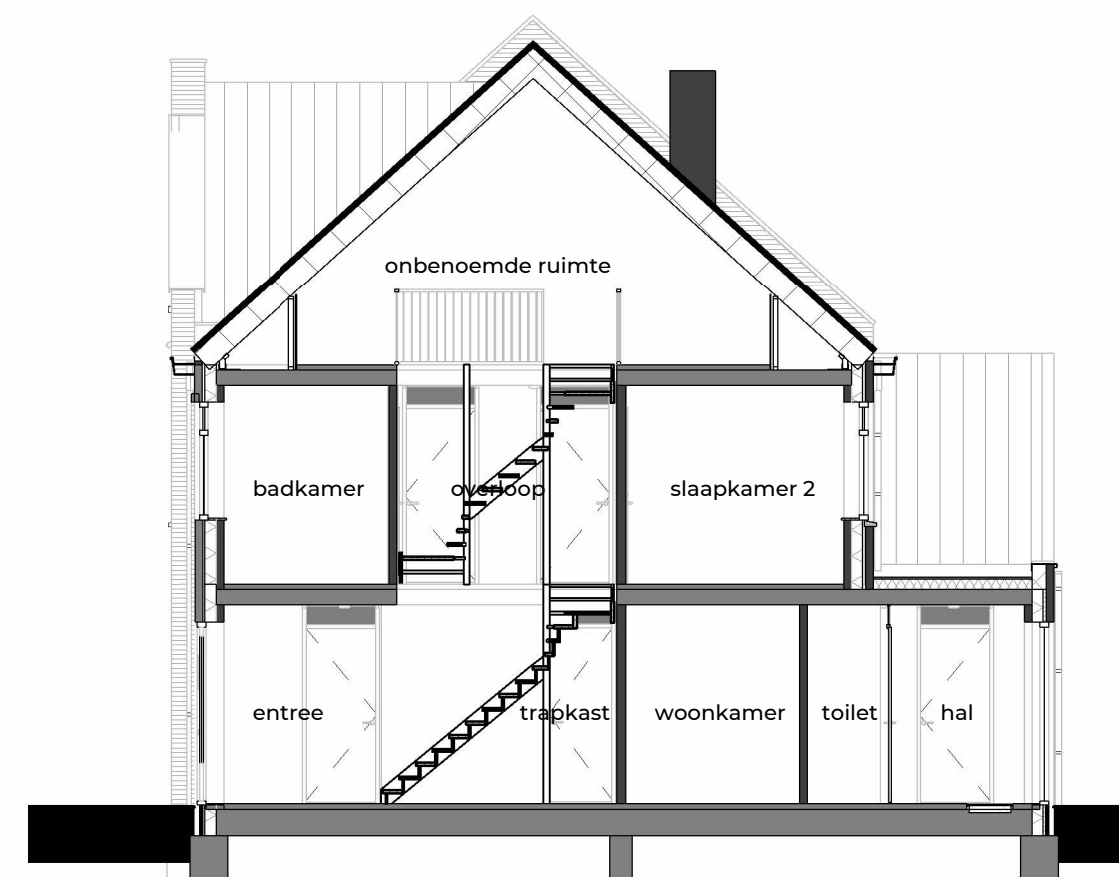 onbenoemde ruimte
badkamer
overloop
slaapkamer 2
entree
trapkast
woonkamer
toilet
hal